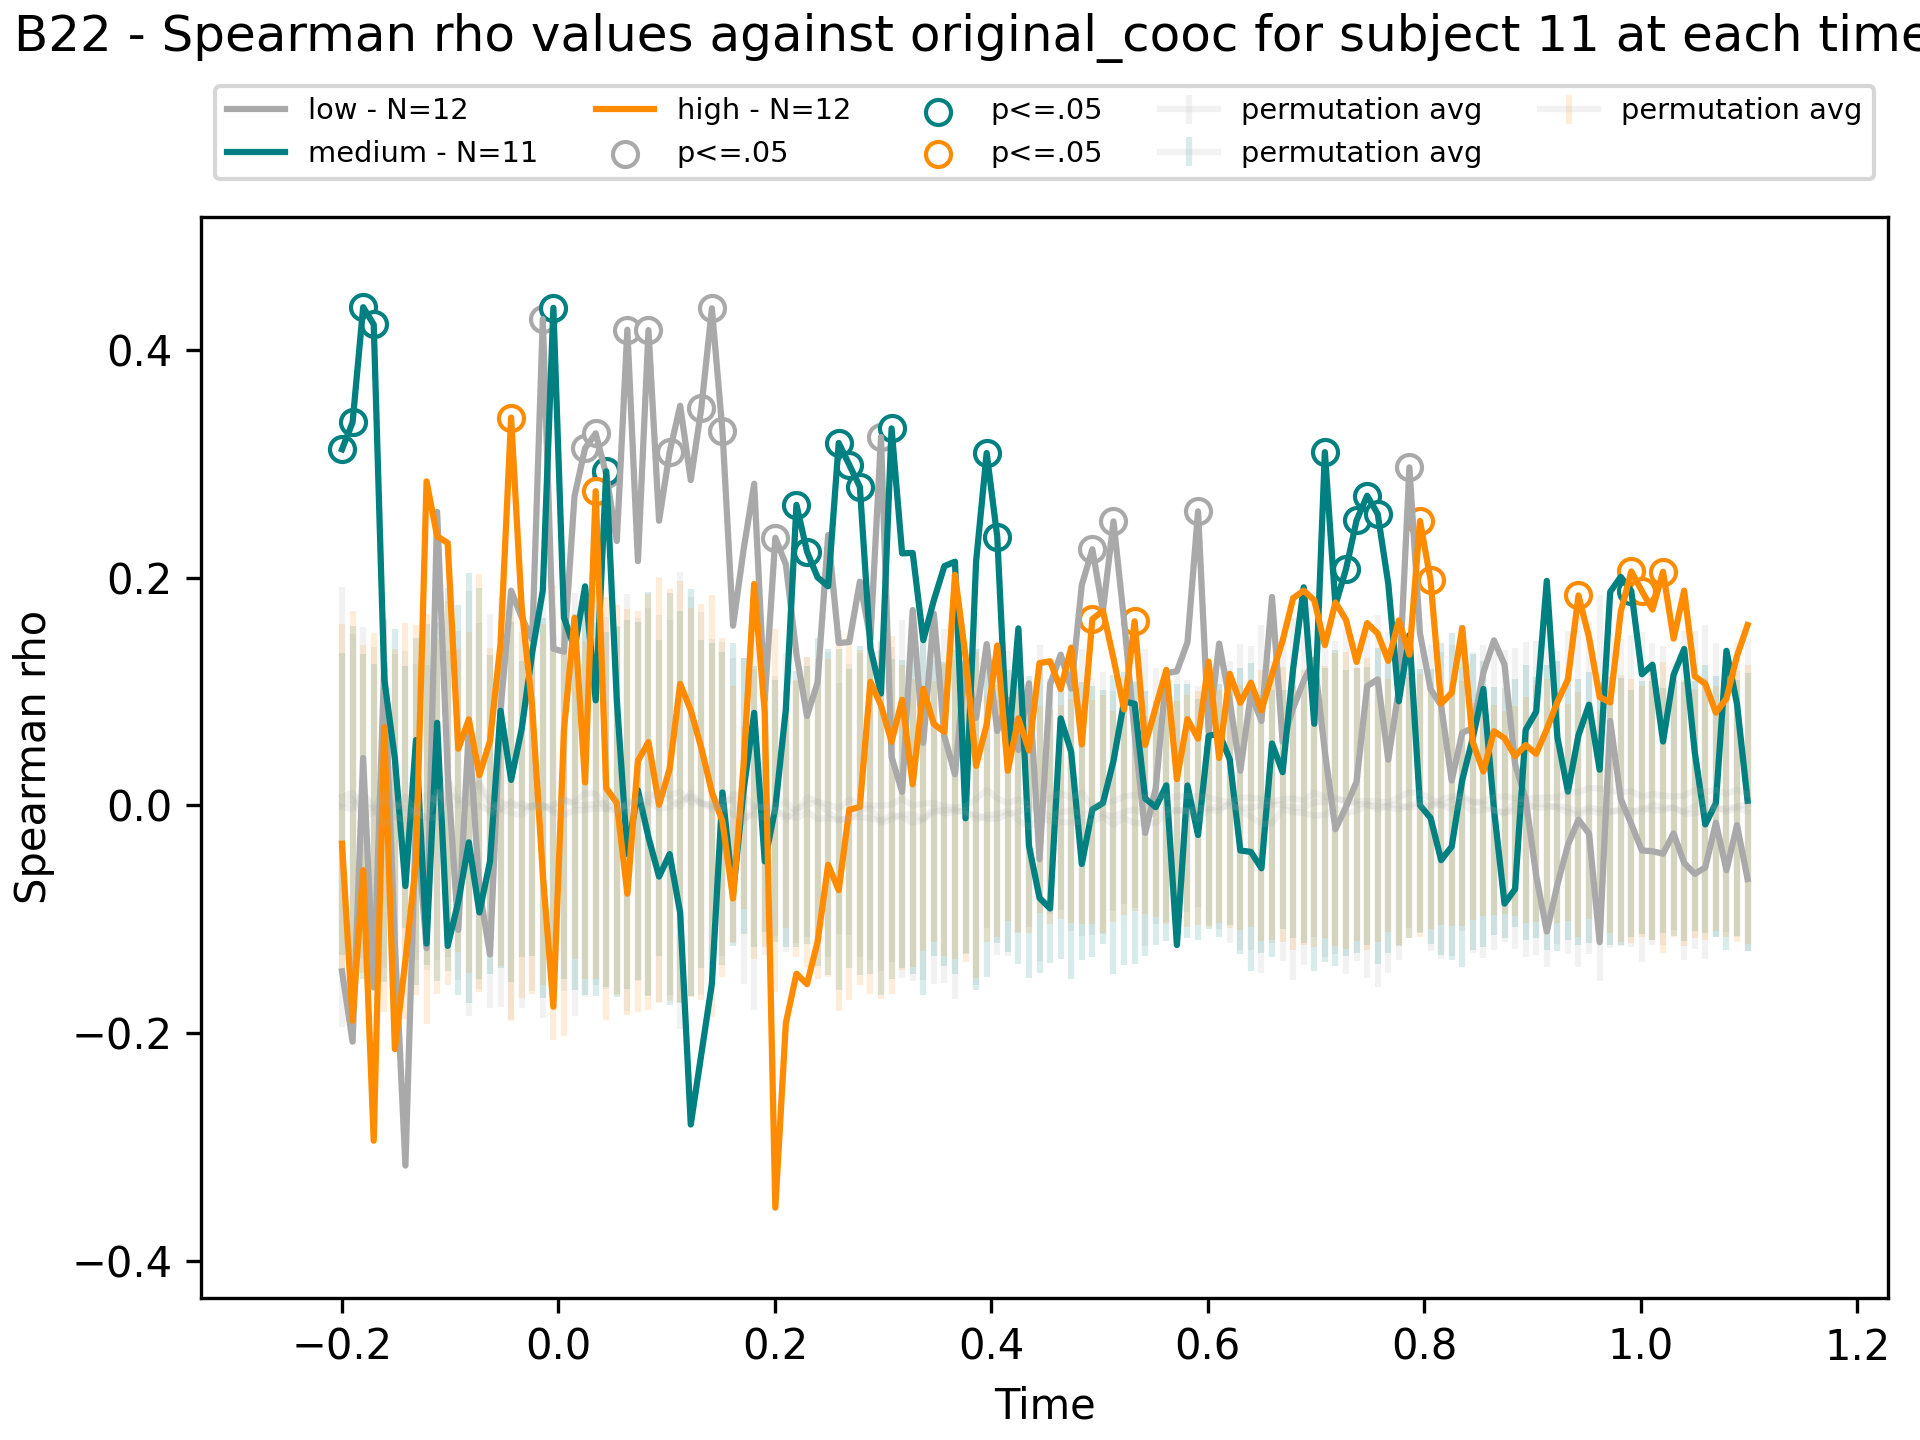 B22 - Spearman rho values against original_cooc for subject 11 at each time
low - N=12
medium - N=11
high - N=12
p<=.05
p<=.05
p<=.05
permutation avg
permutation avg
permutation avg
Spearman rho
0.4
0.2
0.0
−0.2
−0.4
−0.2
0.0
0.2
0.4
0.6
0.8
1.0
1.2
Time